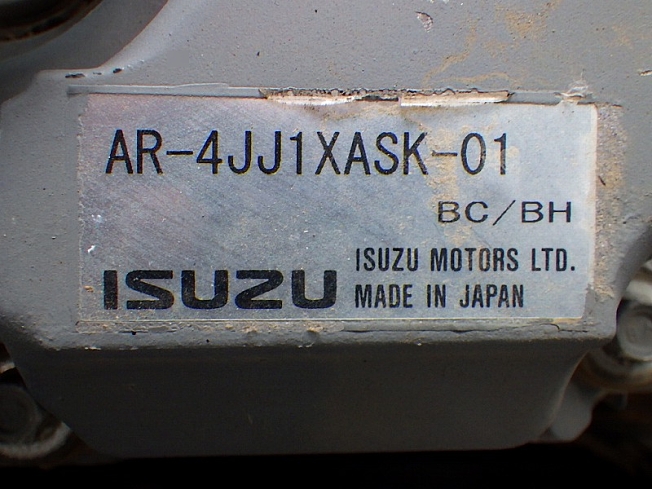 AR-4JJ1XASK-01
BC/BH
ISUZU
ISUZU MOTORS LTD.
MADE IN JAPAN